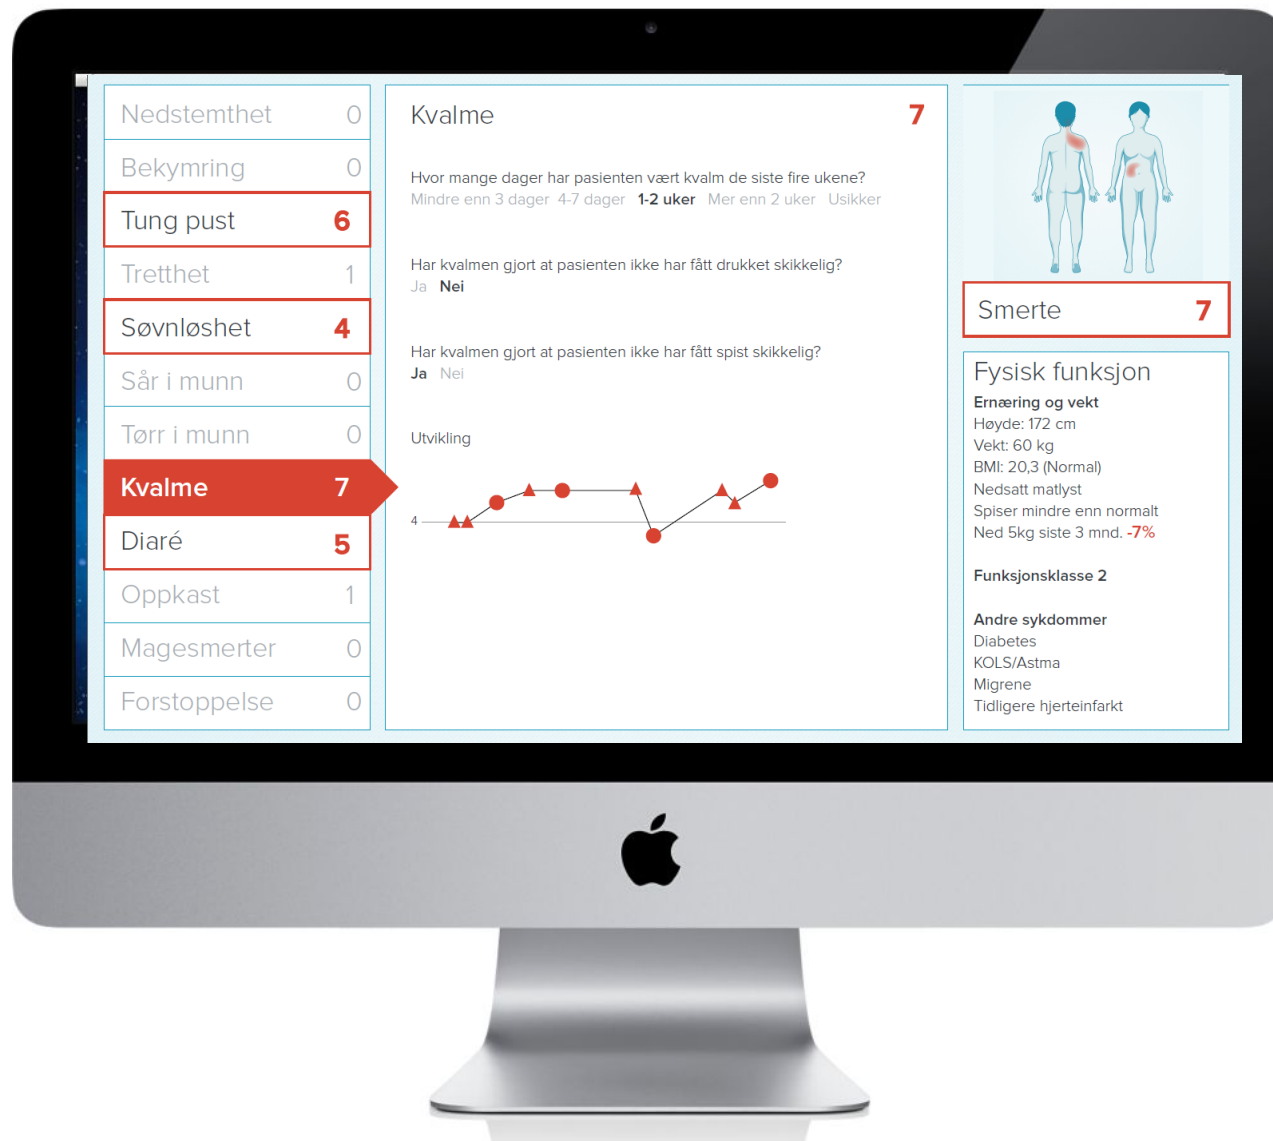 Nedstemthet 0
Bekymring 0
Tung pust 6
Tretthet 1
Søvnløshet 4
Sår i munn 0
Tørr i munn 0
Kvalme 7
Diaré 5
Oppkast 1
Magesmerter 0
Forstoppelse 0
Kvalme 7
Hvor mange dager har pasienten vært kvalm de siste fire ukene?
Mindre enn 3 dager 4-7 dager 1-2 uker Mer enn 2 uker Usikker
Har kvalmen gjort at pasienten ikke har fått drukket skikkelig?
Ja Nei
Har kvalmen gjort at pasienten ikke har fått spist skikkelig?
Ja Nei
Utvikling
4
Smerte 7
Fysisk funksjon
Ernæring og vekt
Høyde: 172 cm
Vekt: 60 kg
BMI: 20,3 (Normal)
Nedsatt matlyst
Spiser mindre enn normalt
Ned 5kg siste 3 mnd. -7%
Funksjonsklasse 2
Andre sykdommer
Diabetes
KOLS/Astma
Migrene
Tidligere hjerteinfarkt